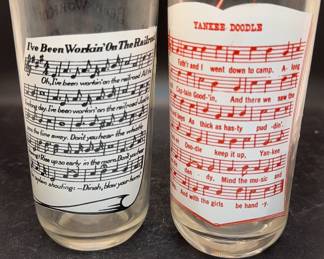 I've Been Workin' On The Railroad
Oh, I've been workin' on the railroad All the
livelong day. I've been workin' on the railroad
the time away. Don't you hear the whistle
Rise up so early in the morn. Don't you hear
shouting: — Dinah, blow your horn!
YANKEE DOODLE
Fath'r and I went down to camp, A- long
Cap-tain Good-'in, And there we saw the
As thick as has-ty pud -din'.
Doo-dle keep it up, Yan-kee
dan - dy, Mind the mu-sic and
And with the girls be hand -y.